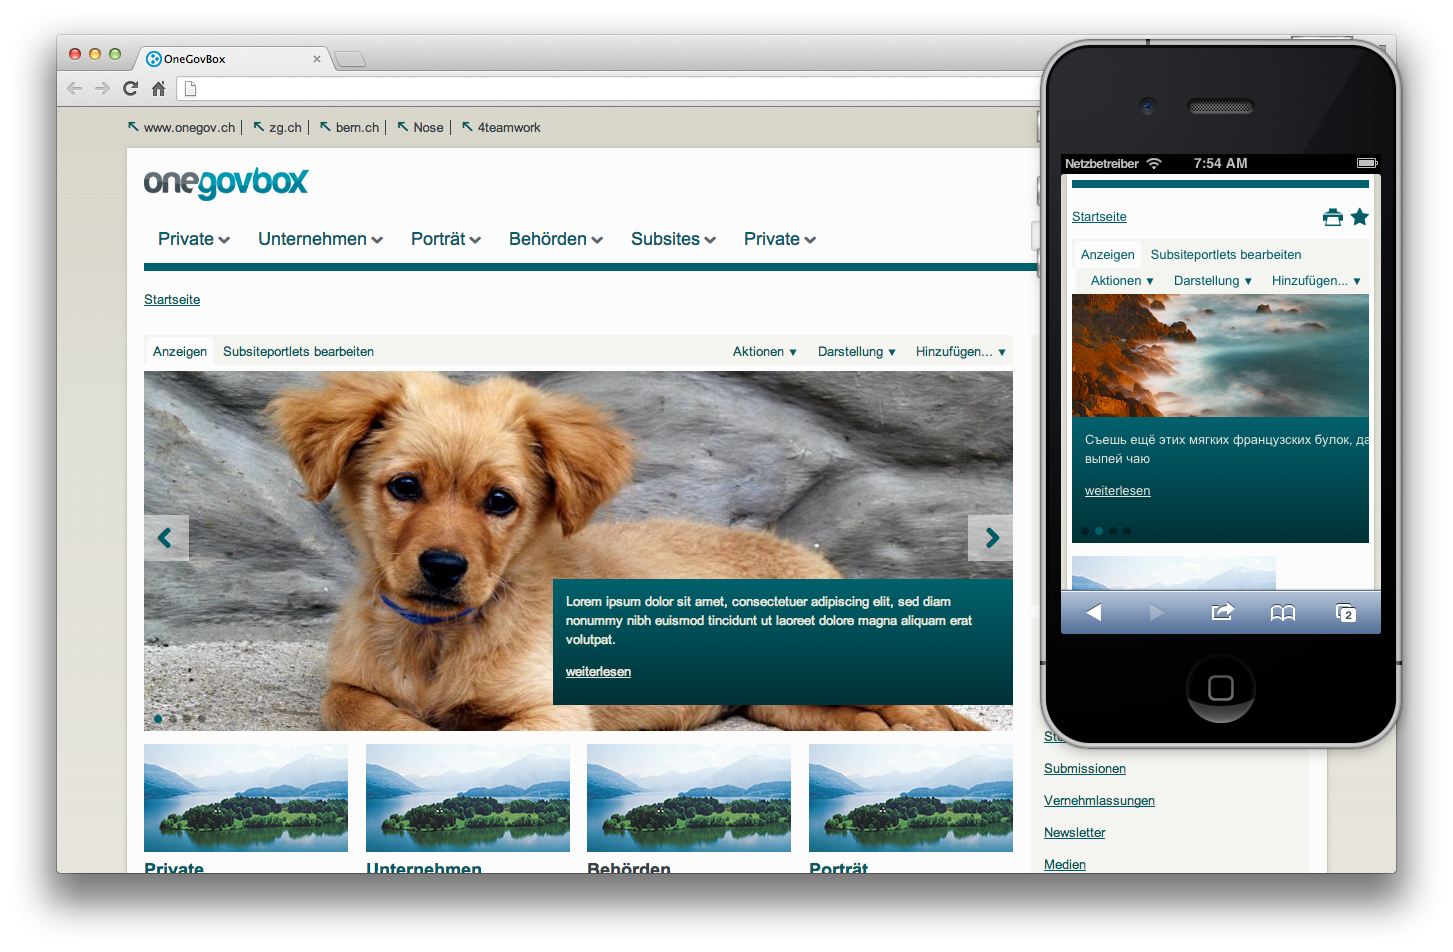 OneGovBox
www.onegov.ch | zg.ch | bern.ch | Nose | 4teamwork
onegovbox
Private Unternehmen Porträt Behörden Subsites Private
Startseite
Anzeigen Subsiteportlets bearbeiten Aktionen ▼ Darstellung ▼ Hinzufügen... ▼
Lorem ipsum dolor sit amet, consectetuer adipiscing elit, sed diam
nonummy nibh euismod tincidunt ut laoreet dolore magna aliquam erat
volutpat.
weiterlesen
Private Unternehmen Behörden Porträt
Submissionen
Vernehmlassungen
Newsletter
Medien
Netzbetreiber 7:54 AM
Startseite
Anzeigen Subsiteportlets bearbeiten
Aktionen ▼ Darstellung ▼ Hinzufügen... ▼
Съешь ещё этих мягких французских булок, да
выпей чаю
weiterlesen
2